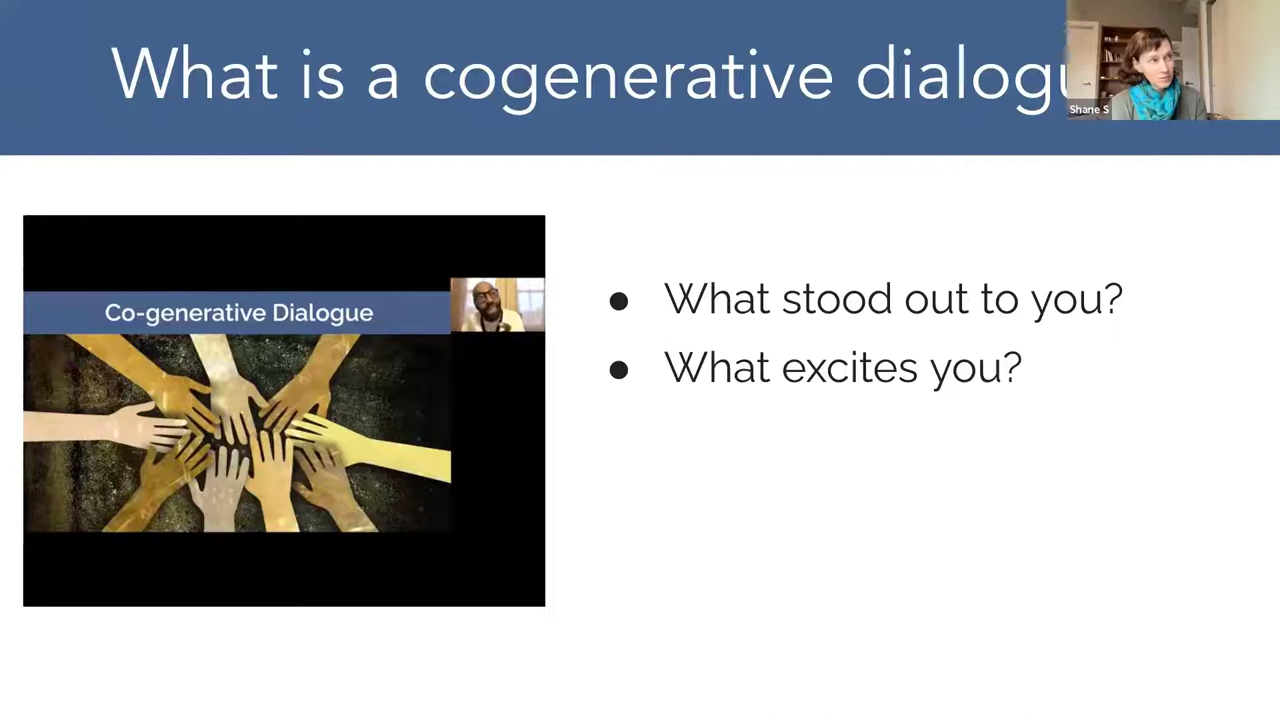 What is a cogenerative dialogu
Shane S
Co-generative Dialogue
● What stood out to you?
● What excites you?